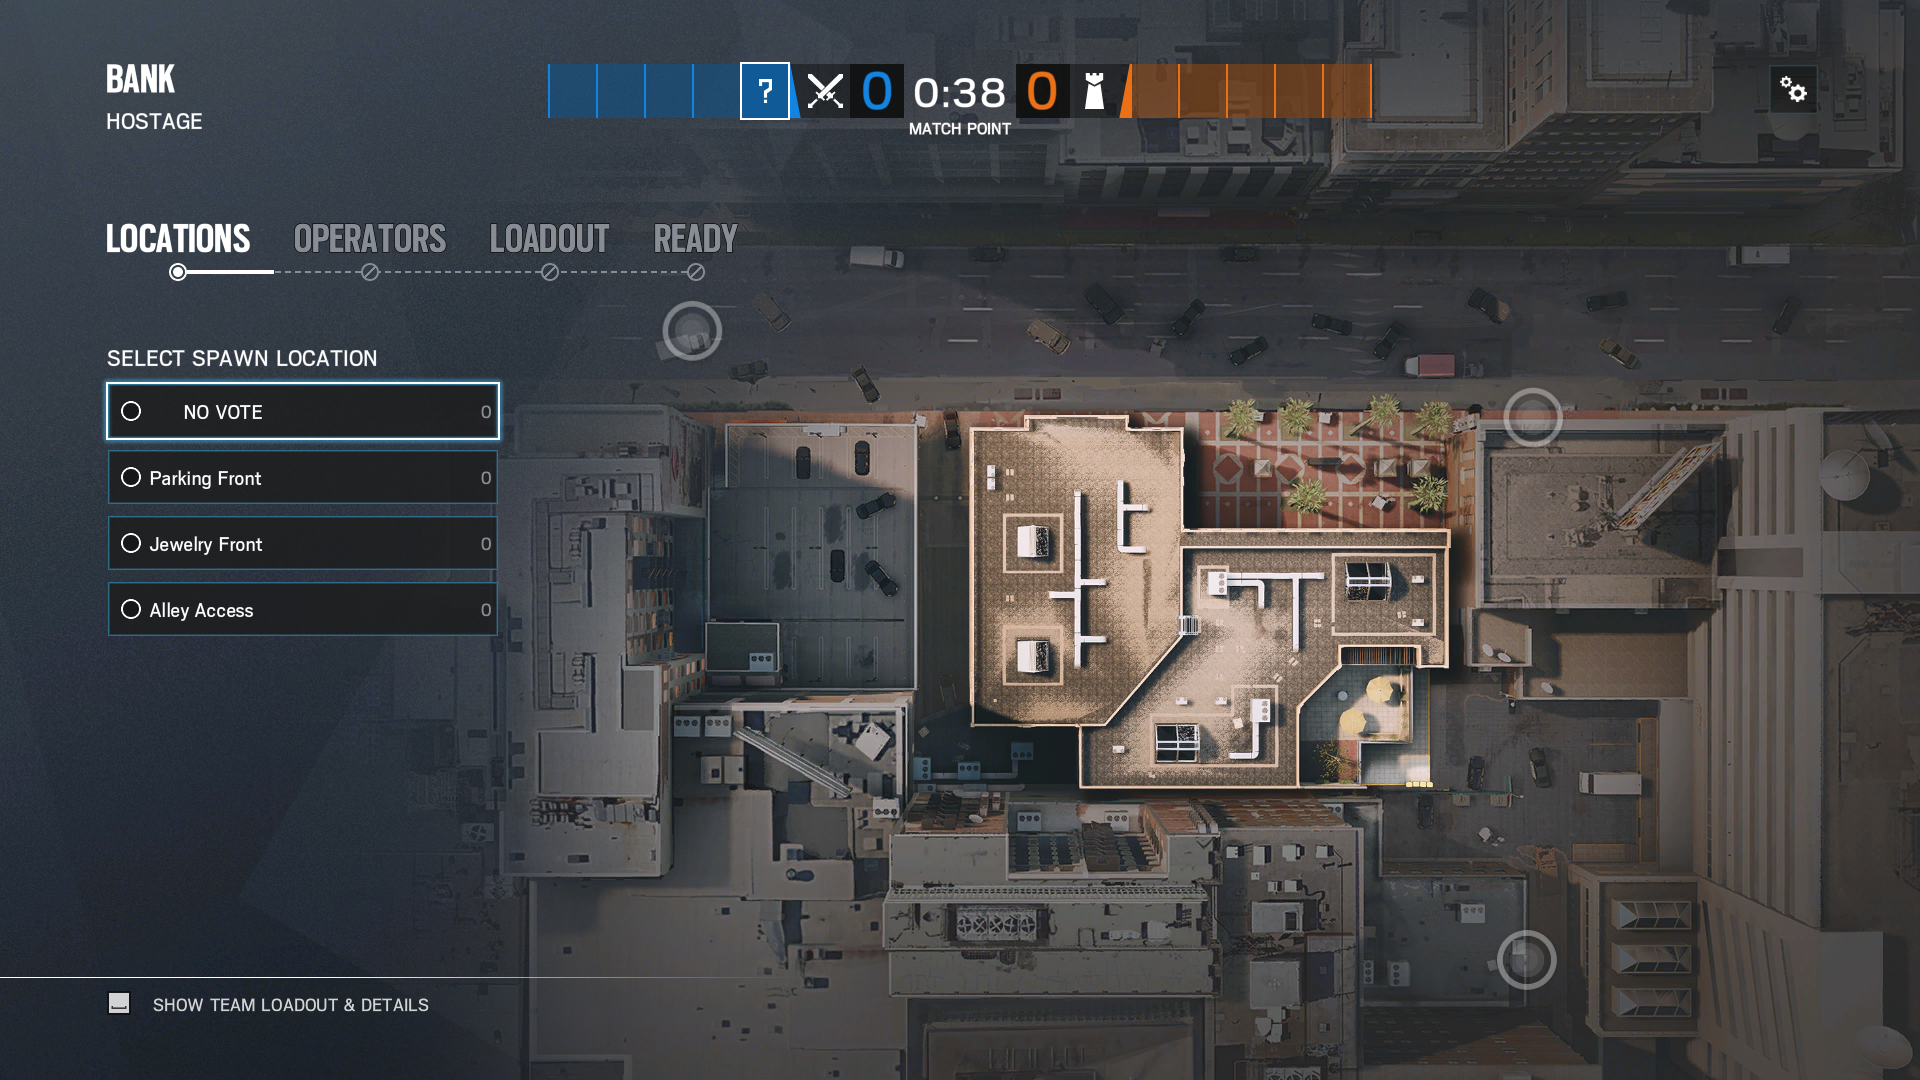 BANK
HOSTAGE
?
0
0:38
0
MATCH POINT
LOCATIONS
OPERATORS
LOADOUT
READY
SELECT SPAWN LOCATION
NO VOTE 0
Parking Front 0
Jewelry Front 0
Alley Access 0
SHOW TEAM LOADOUT & DETAILS